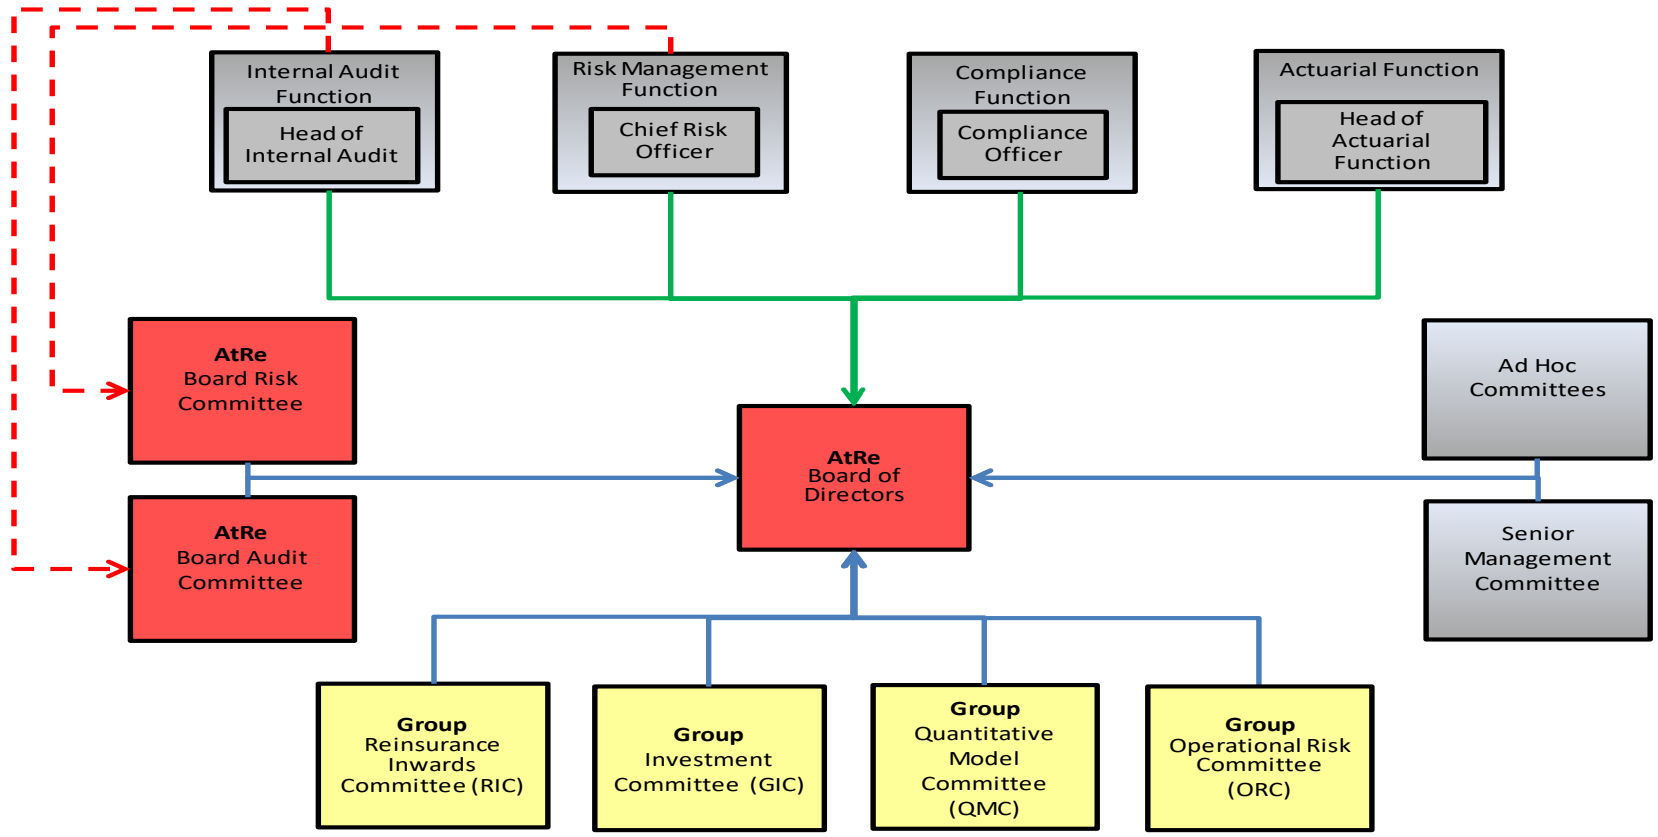 Internal Audit
Function
Head of
Internal Audit
Risk Management
Function
Chief Risk
Officer
Compliance
Function
Compliance
Officer
Actuarial Function
Head of
Actuarial
Function
AtRe
Board Risk
Committee
Ad Hoc
Committees
AtRe
Board of
Directors
AtRe
Board Audit
Committee
Senior
Management
Committee
Group
Reinsurance
Inwards
Committee (RIC)
Group
Investment
Committee (GIC)
Group
Quantitative
Model
Committee
(QMC)
Group
Operational Risk
Committee
(ORC)